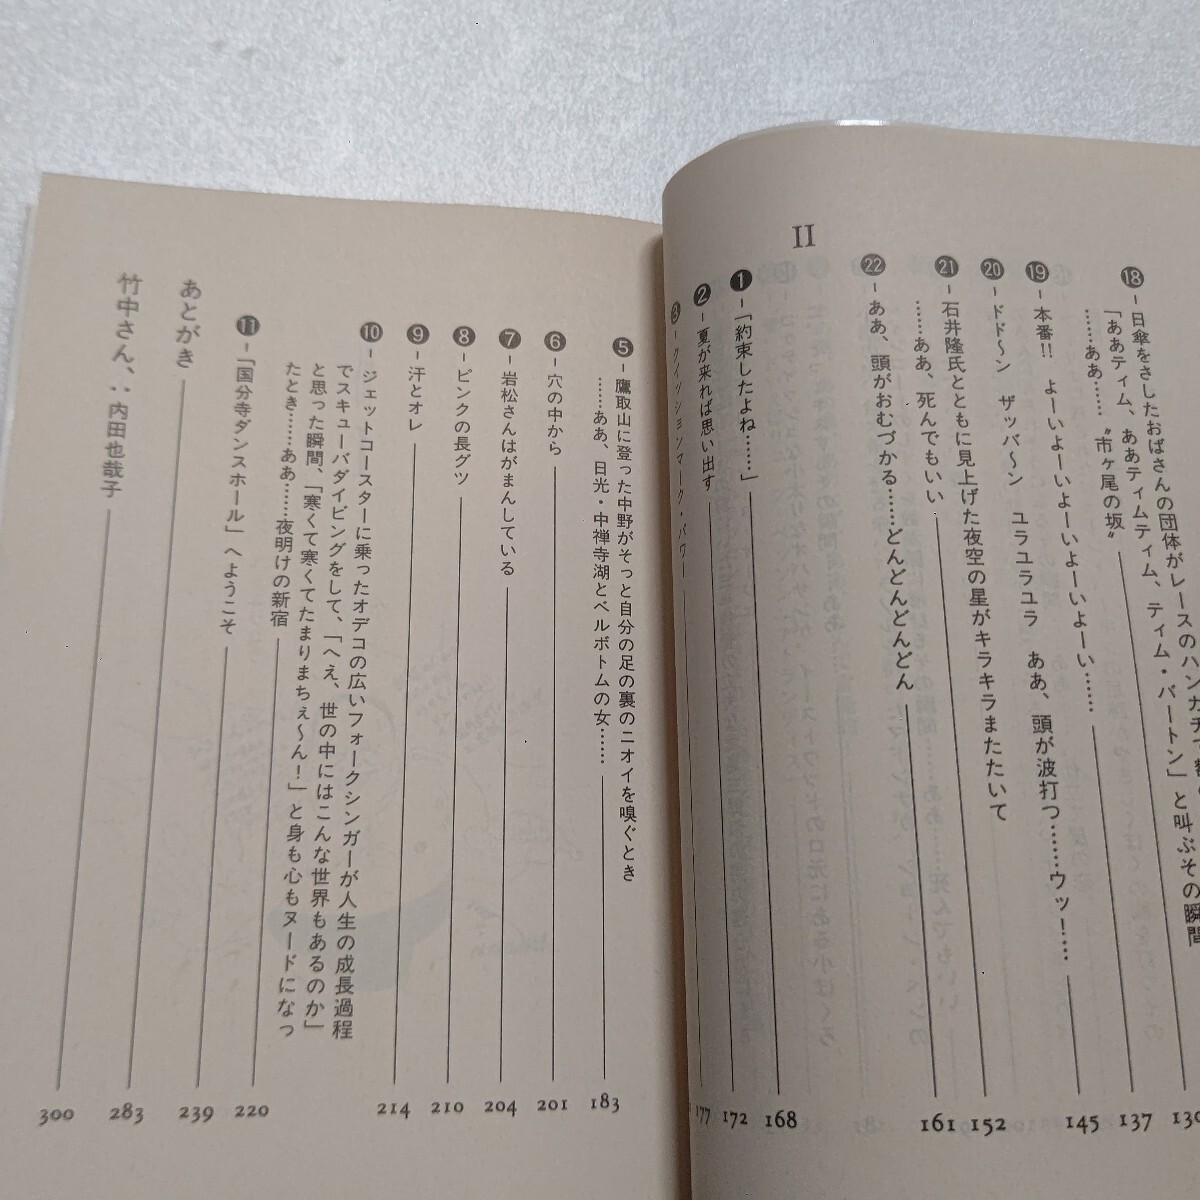 ⑱-日傘をさしたおばさんの団体がレースのハンカチで
「ああティム、ああティムティム、ティム・バートン」と叫ぶその瞬間
……ああ……“市ヶ尾の坂” 130
⑲-本番!! よーいよーいよーいよーいよーい…… 137
⑳-ドド〜ン ザッバ〜ン ユラユラユラ ああ、頭が波打つ……ウッ!… 145
㉑-石井隆氏とともに見上げた夜空の星がキラキラまたたいて
……ああ、死んでもいい 152
㉒-ああ、頭がおむづかる……どんどんどんどん 161
II
❶-「約束したよね……」 168
❷-夏が来れば思い出す 172
❸-クイッションマーク・パワー 177
❺-鷹取山に登った中野がそっと自分の足の裏のニオイを嗅ぐとき
……ああ、日光・中禅寺湖とベルボトムの女…… 183
❻-穴の中から 201
❼-岩松さんはがまんしている 204
❽-ピンクの長グツ 210
❾-汗とオレ 214
❿-ジェットコースターに乗ったオデコの広いフォークシンガーが人生の成長過程
でスキューバダイビングをして、「へえ、世の中にはこんな世界もあるのか」
と思った瞬間、「寒くて寒くてたまりまちぇ〜ん!」と身も心もヌードになっ
たとき……ああ……夜明けの新宿 220
⓫-「国分寺ダンスホール」へようこそ 239
あとがき 283
竹中さん、‥ 内田也哉子 300